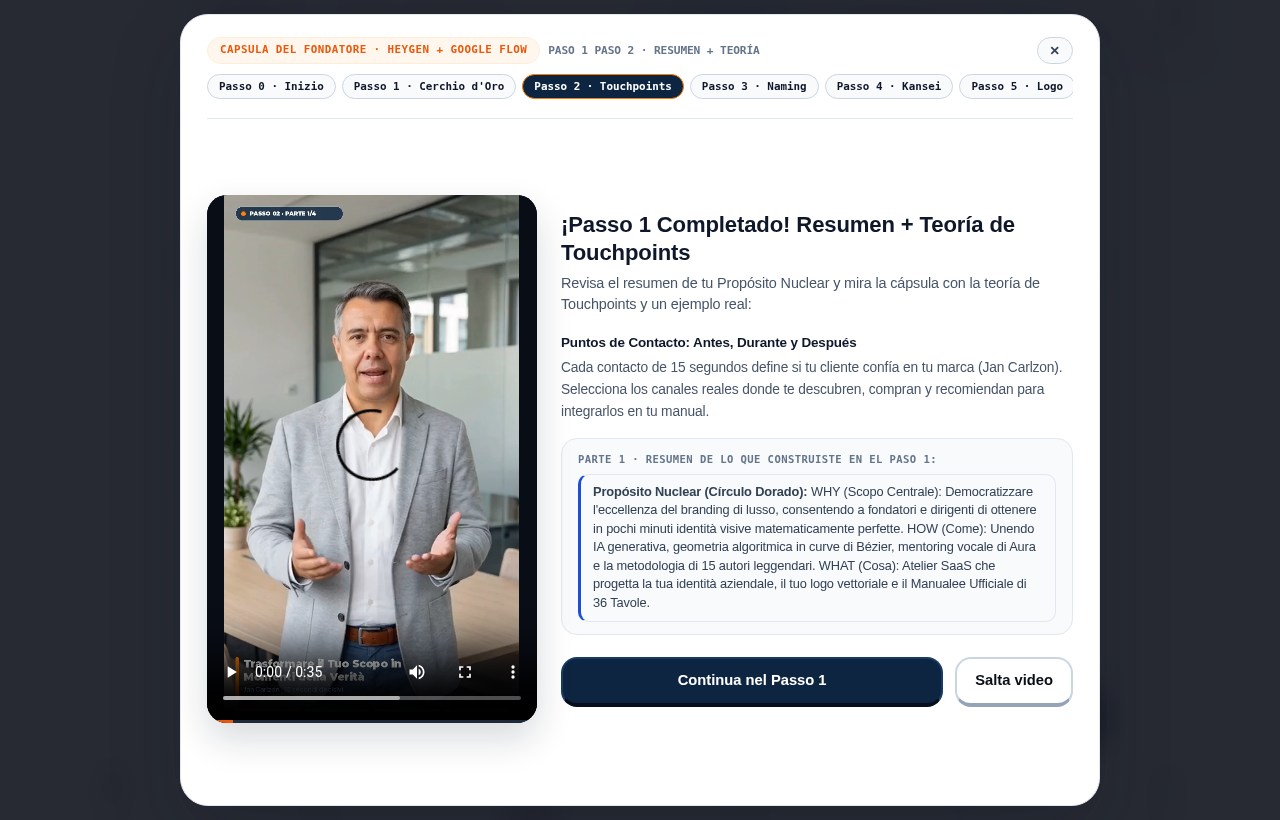 CAPSULA DEL FONDATORE · HEYGEN + GOOGLE FLOW
PASO 1 PASO 2 · RESUMEN + TEORÍA
✕
Passo 0 · Inizio
Passo 1 · Cerchio d'Oro
Passo 2 · Touchpoints
Passo 3 · Naming
Passo 4 · Kansei
Passo 5 · Logo
PASSO 02 · PARTE 1/4
Trasformare il Tuo Scopo in
Momenti della Verità
0:00 / 0:35
¡Passo 1 Completado! Resumen + Teoría de
Touchpoints
Revisa el resumen de tu Propósito Nuclear y mira la cápsula con la teoría de
Touchpoints y un ejemplo real:
Puntos de Contacto: Antes, Durante y Después
Cada contacto de 15 segundos define si tu cliente confía en tu marca (Jan Carlzon).
Selecciona los canales reales donde te descubren, compran y recomiendan para
integrarlos en tu manual.
PARTE 1 · RESUMEN DE LO QUE CONSTRUISTE EN EL PASO 1:
Propósito Nuclear (Círculo Dorado): WHY (Scopo Centrale): Democratizzare
l'eccellenza del branding di lusso, consentendo a fondatori e dirigenti di ottenere
in pochi minuti identità visive matematicamente perfette. HOW (Come): Unendo
IA generativa, geometria algoritmica in curve di Bézier, mentoring vocale di Aura
e la metodologia di 15 autori leggendari. WHAT (Cosa): Atelier SaaS che
progetta la tua identità aziendale, il tuo logo vettoriale e il Manualee Ufficiale di
36 Tavole.
Continua nel Passo 1
Salta video